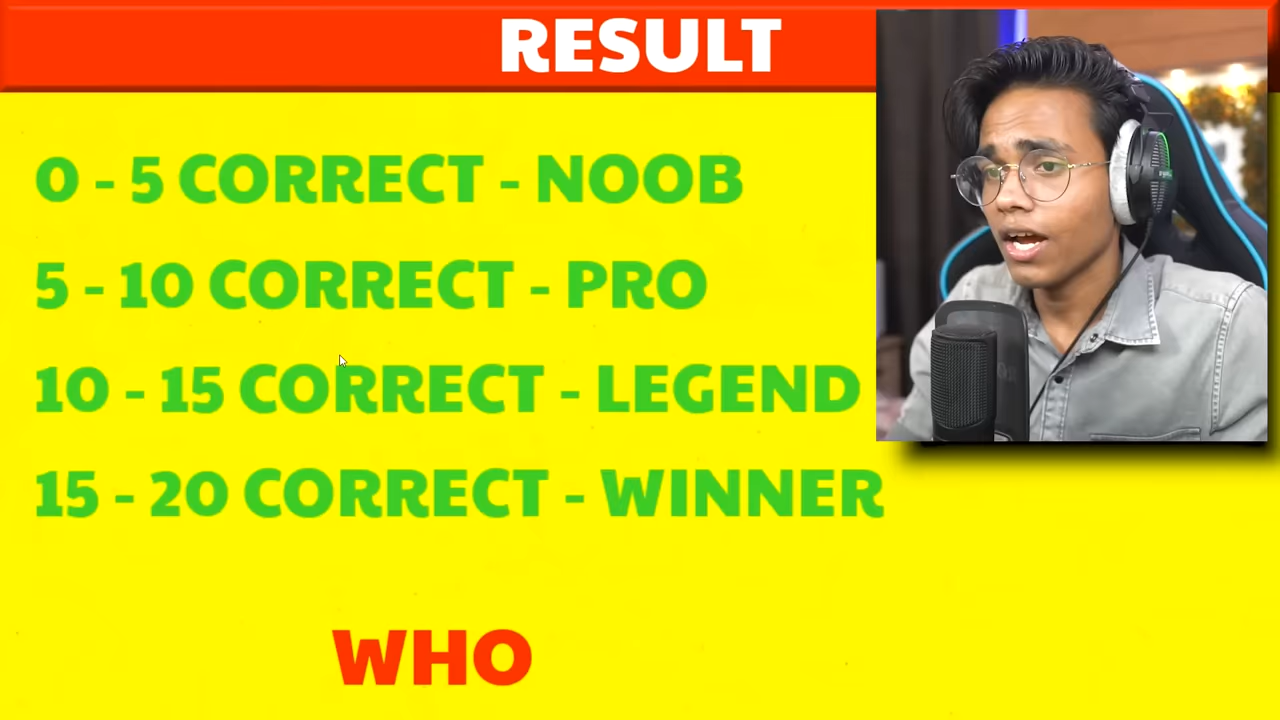 RESULT
0 - 5 CORRECT - NOOB
5 - 10 CORRECT - PRO
10 - 15 CORRECT - LEGEND
15 - 20 CORRECT - WINNER
WHO